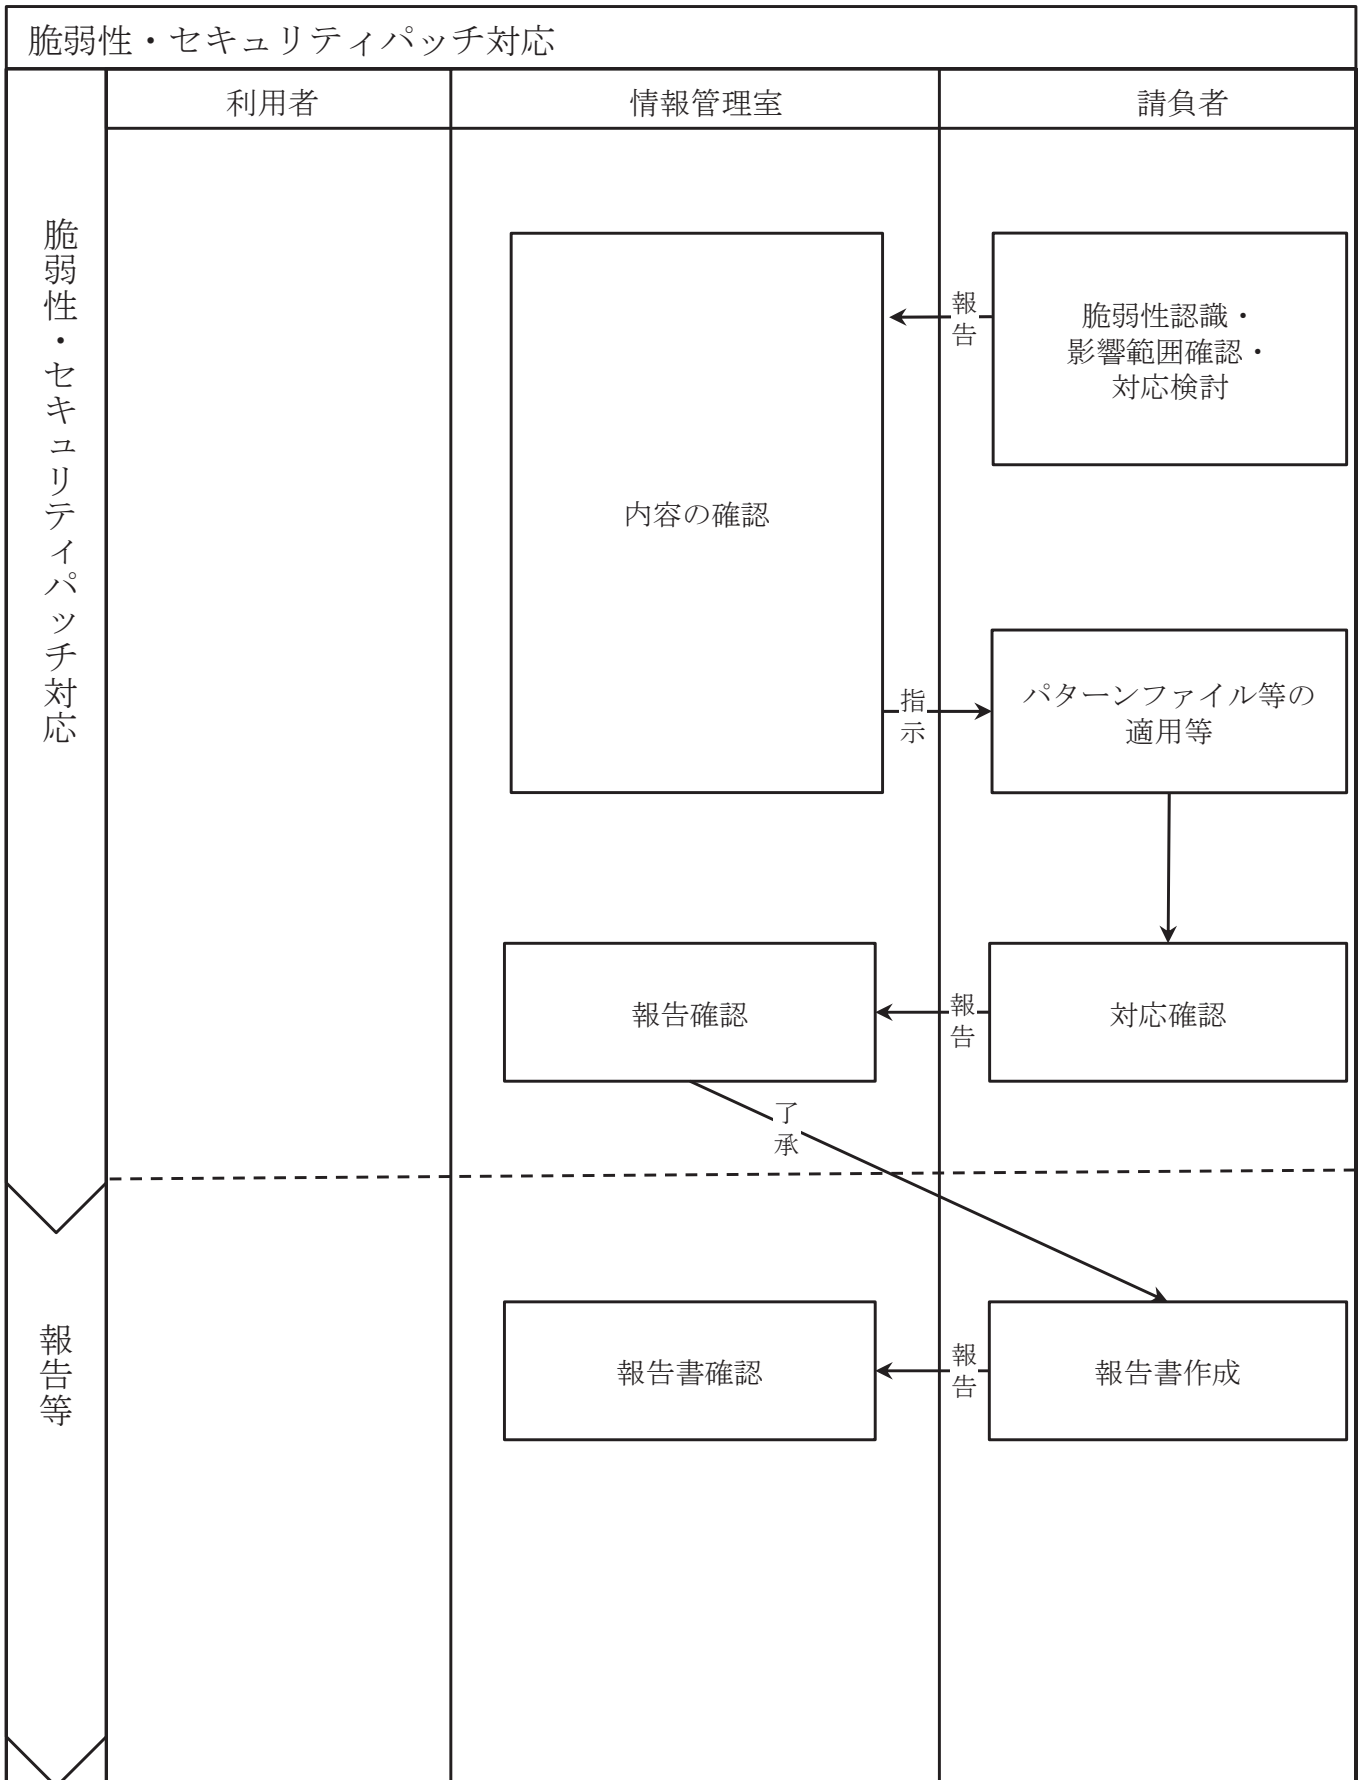 脆弱性・セキュリティパッチ対応
利用者
情報管理室
請負者
脆弱性・セキュリティパッチ対応
脆弱性認識・
影響範囲確認・
対応検討
報告
内容の確認
指示
パターンファイル等の
適用等
報告確認
報告
対応確認
了承
報告等
報告書確認
報告
報告書作成